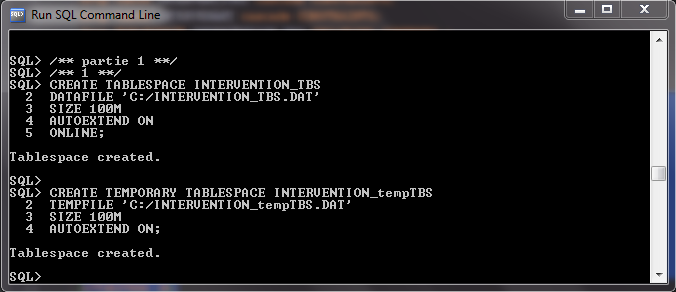 Run SQL Command Line
SQL> /** partie 1 **/
SQL> /** 1 **/
SQL> CREATE TABLESPACE INTERVENTION_TBS
2 DATAFILE 'C:/INTERVENTION_TBS.DAT'
3 SIZE 100M
4 AUTOEXTEND ON
5 ONLINE;
Tablespace created.
SQL>
SQL> CREATE TEMPORARY TABLESPACE INTERVENTION_tempTBS
2 TEMPFILE 'C:/INTERVENTION_tempTBS.DAT'
3 SIZE 100M
4 AUTOEXTEND ON;
Tablespace created.
SQL>